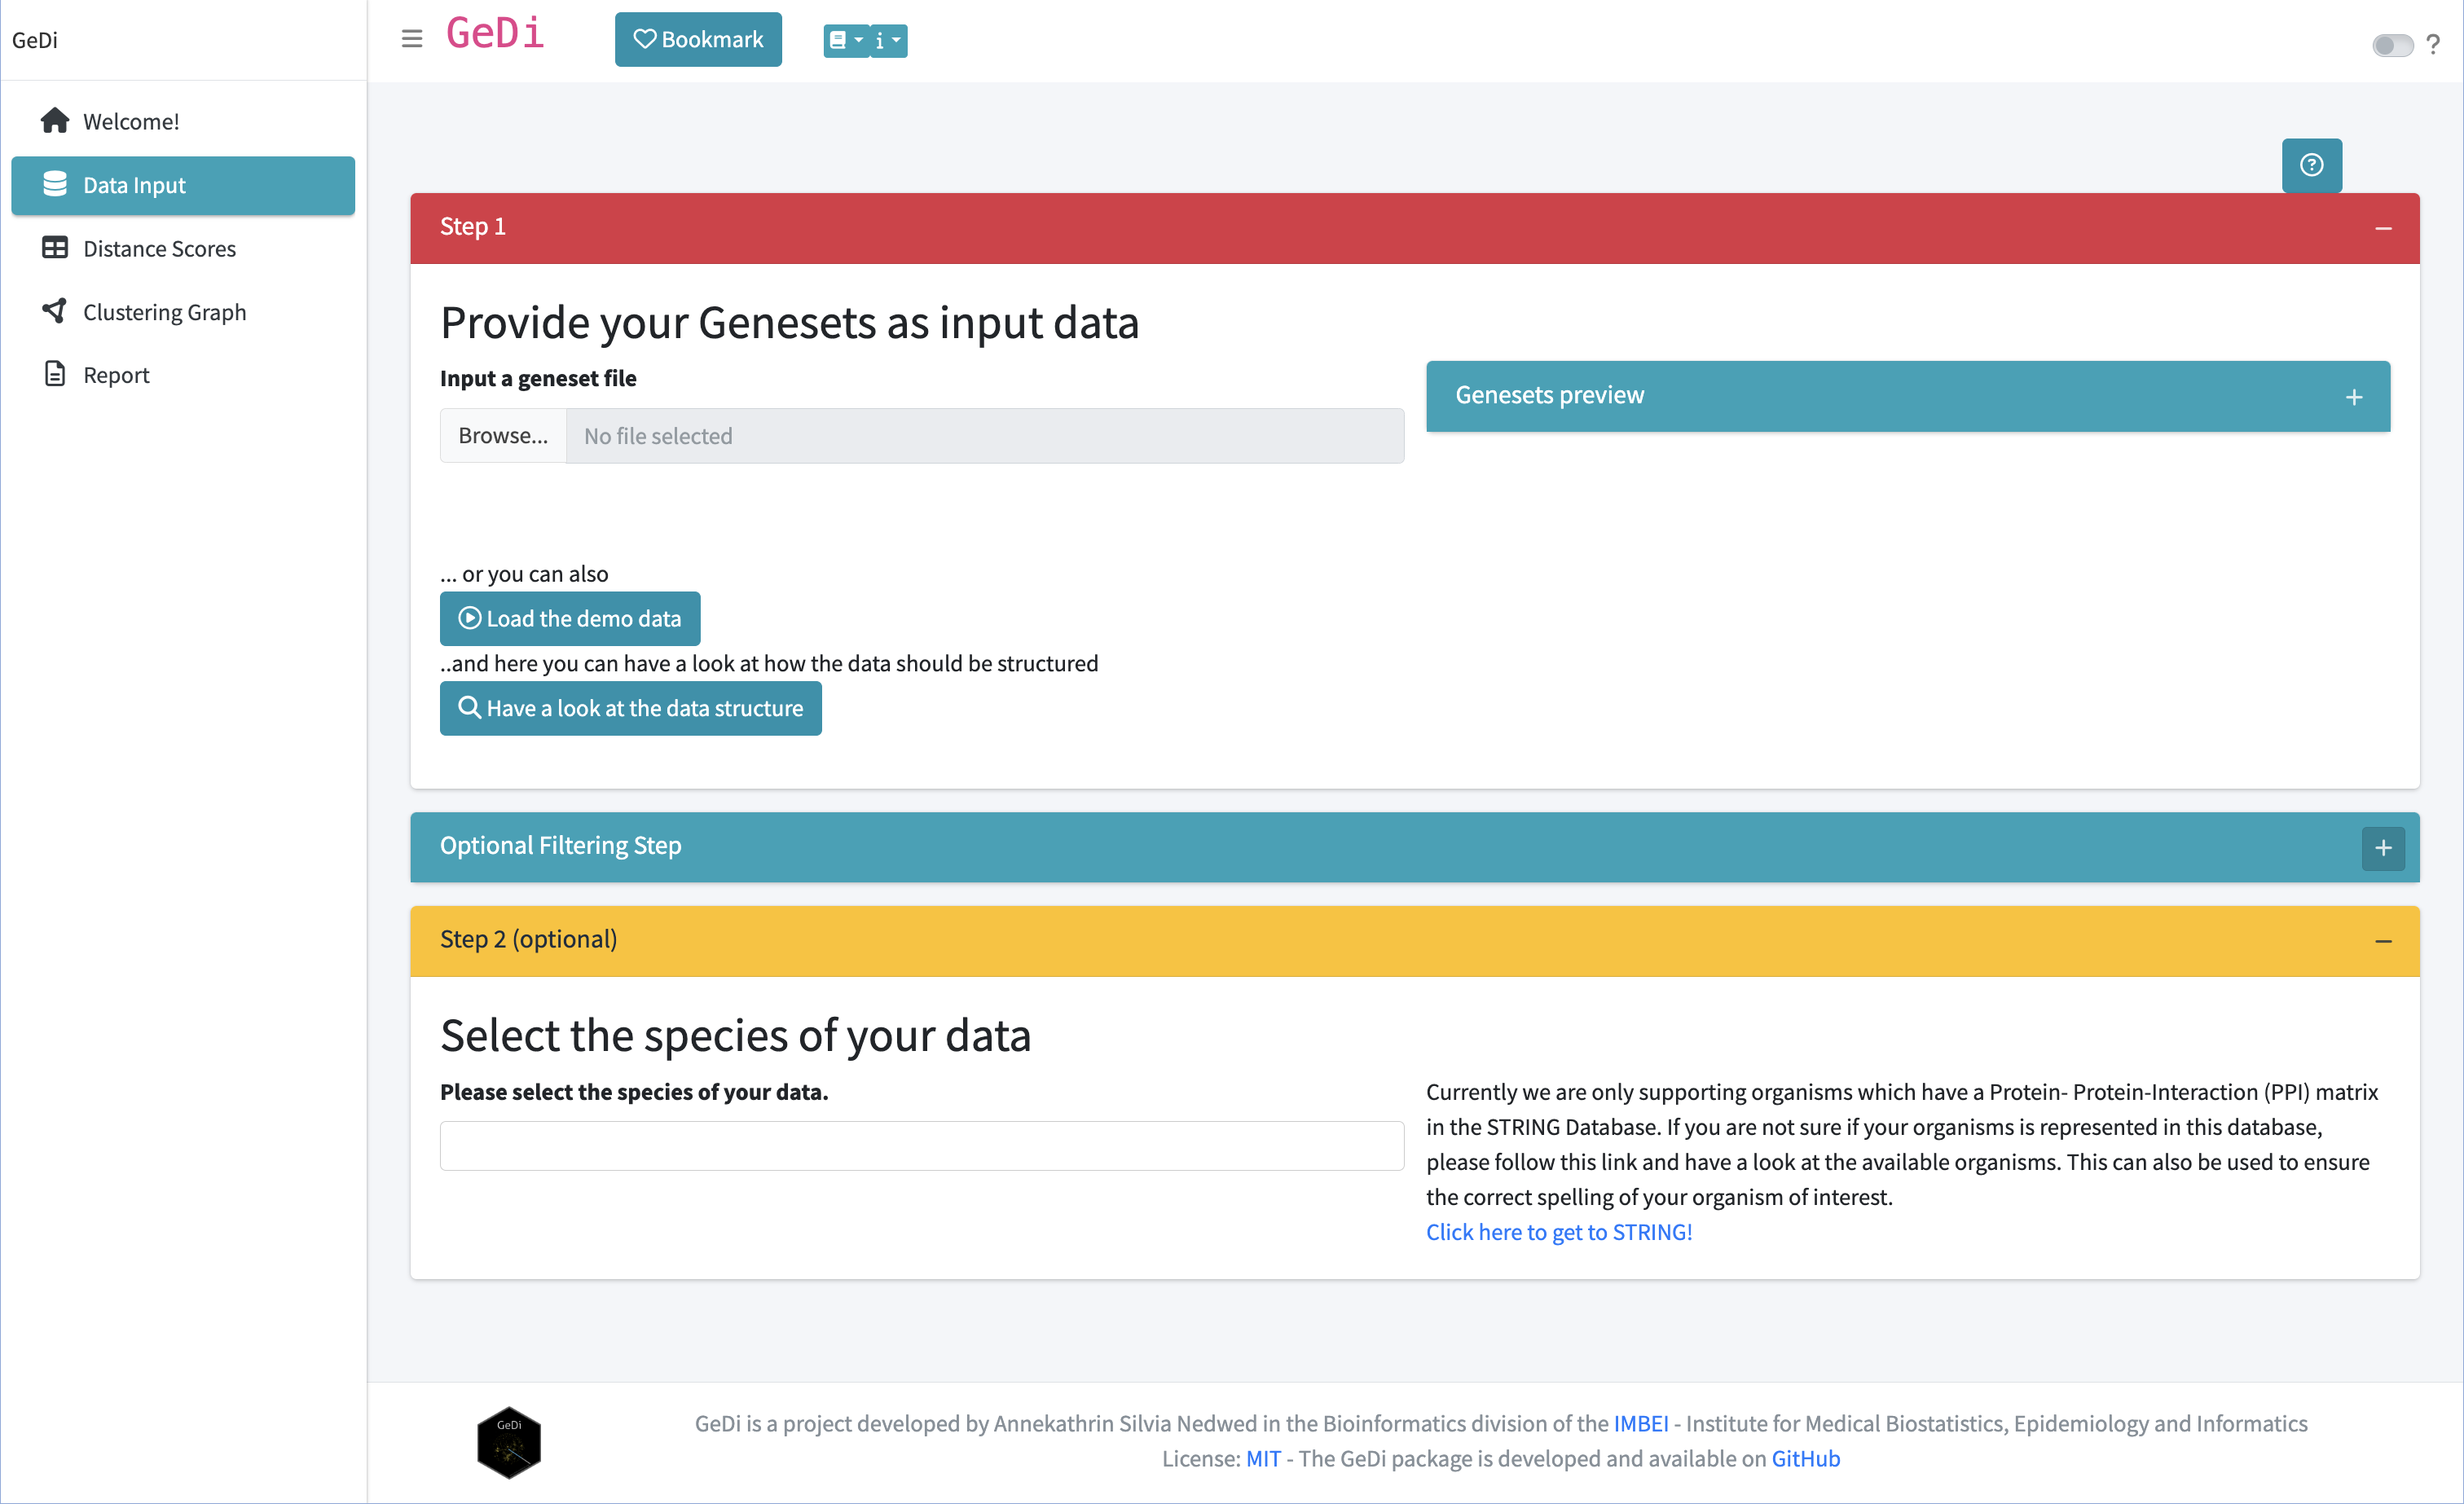 GeDi
GeDi
Bookmark
i
?
Welcome!
Data Input
Distance Scores
Clustering Graph
Report
?
Step 1
Provide your Genesets as input data
Input a geneset file
Browse...
No file selected
Genesets preview
... or you can also
Load the demo data
..and here you can have a look at how the data should be structured
Have a look at the data structure
Optional Filtering Step
Step 2 (optional)
Select the species of your data
Please select the species of your data.
Currently we are only supporting organisms which have a Protein- Protein-Interaction (PPI) matrix
in the STRING Database. If you are not sure if your organisms is represented in this database,
please follow this link and have a look at the available organisms. This can also be used to ensure
the correct spelling of your organism of interest.
Click here to get to STRING!
GeDi
GeDi is a project developed by Annekathrin Silvia Nedwed in the Bioinformatics division of the IMBEI - Institute for Medical Biostatistics, Epidemiology and Informatics
License: MIT - The GeDi package is developed and available on GitHub